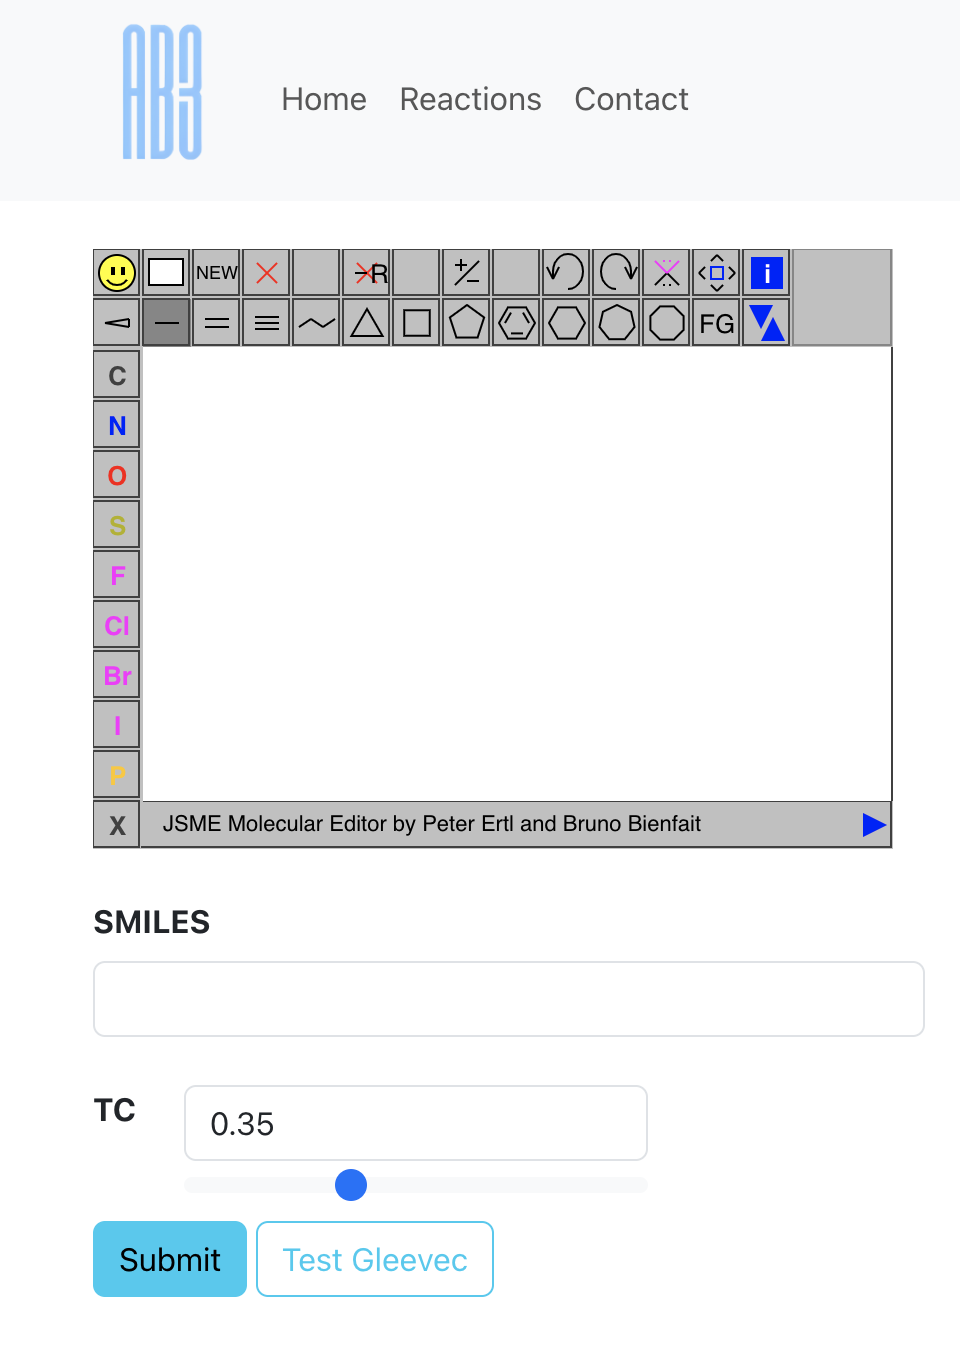 AB3
Home Reactions Contact
NEW R i
FG
C
N
O
S
F
Cl
Br
I
P
X JSME Molecular Editor by Peter Ertl and Bruno Bienfait
SMILES
TC 0.35
Submit Test Gleevec